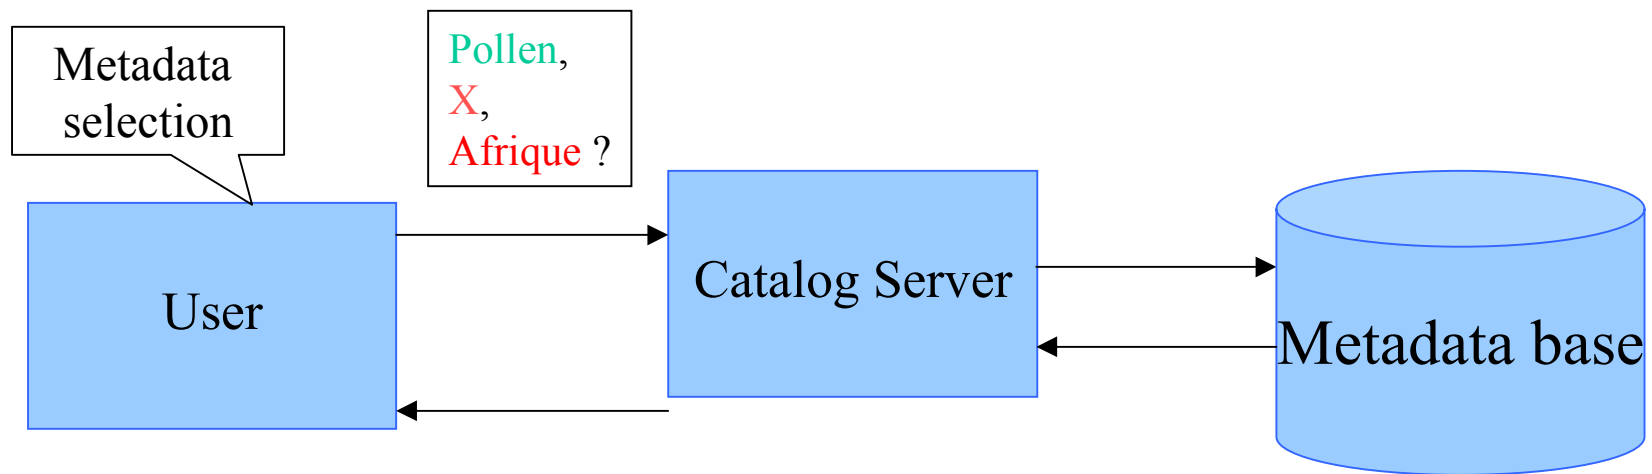 Metadata
selection
Pollen,
X,
Afrique ?
User
Catalog Server
Metadata base